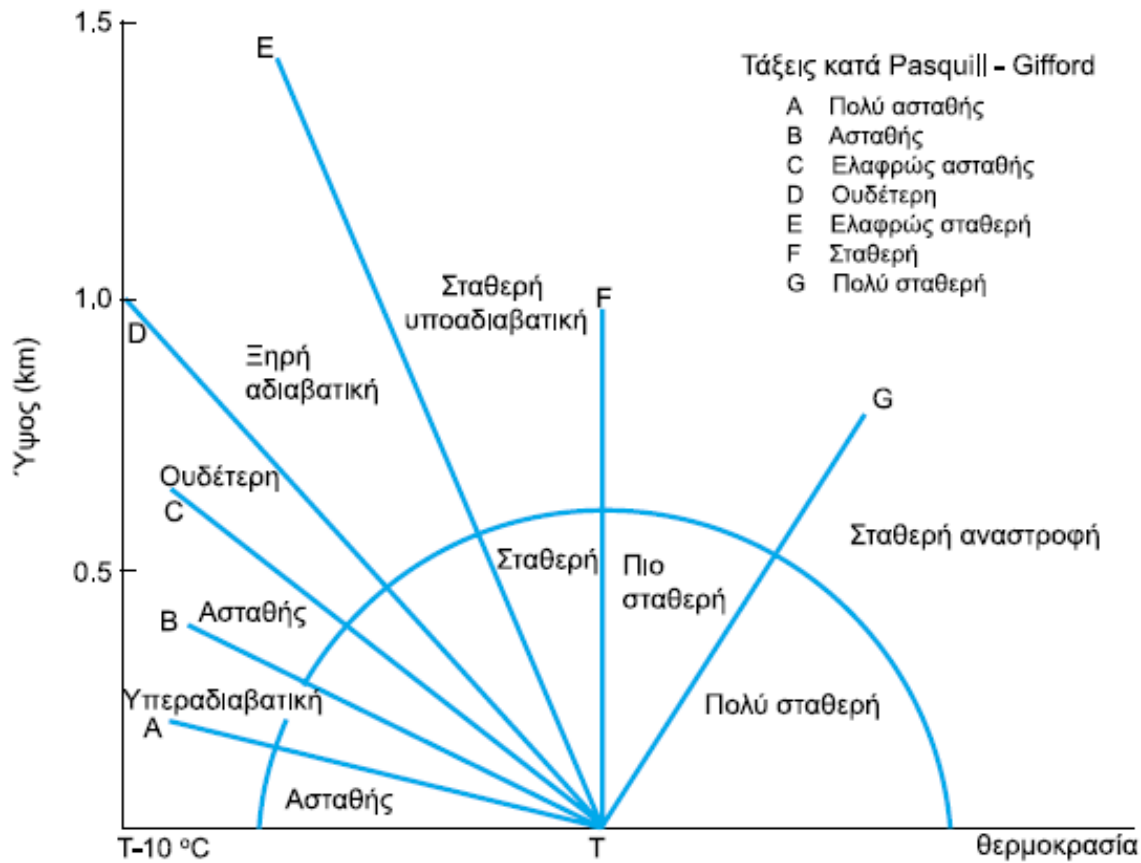 1.5
E
Τάξεις κατά Pasquill - Gifford
A Πολύ ασταθής
B Ασταθής
C Ελαφρώς ασταθής
D Ουδέτερη
E Ελαφρώς σταθερή
F Σταθερή
G Πολύ σταθερή
Ύψος (km)
1,0
D
Ξηρή
αδιαβατική
Σταθερή
υποαδιαβατική
F
G
Ουδέτερη
C
0.5
Σταθερή
Πιο
σταθερή
Σταθερή αναστροφή
B
Ασταθής
Υπεραδιαβατική
A
Ασταθής
Πολύ σταθερή
T-10 °C
T
θερμοκρασία